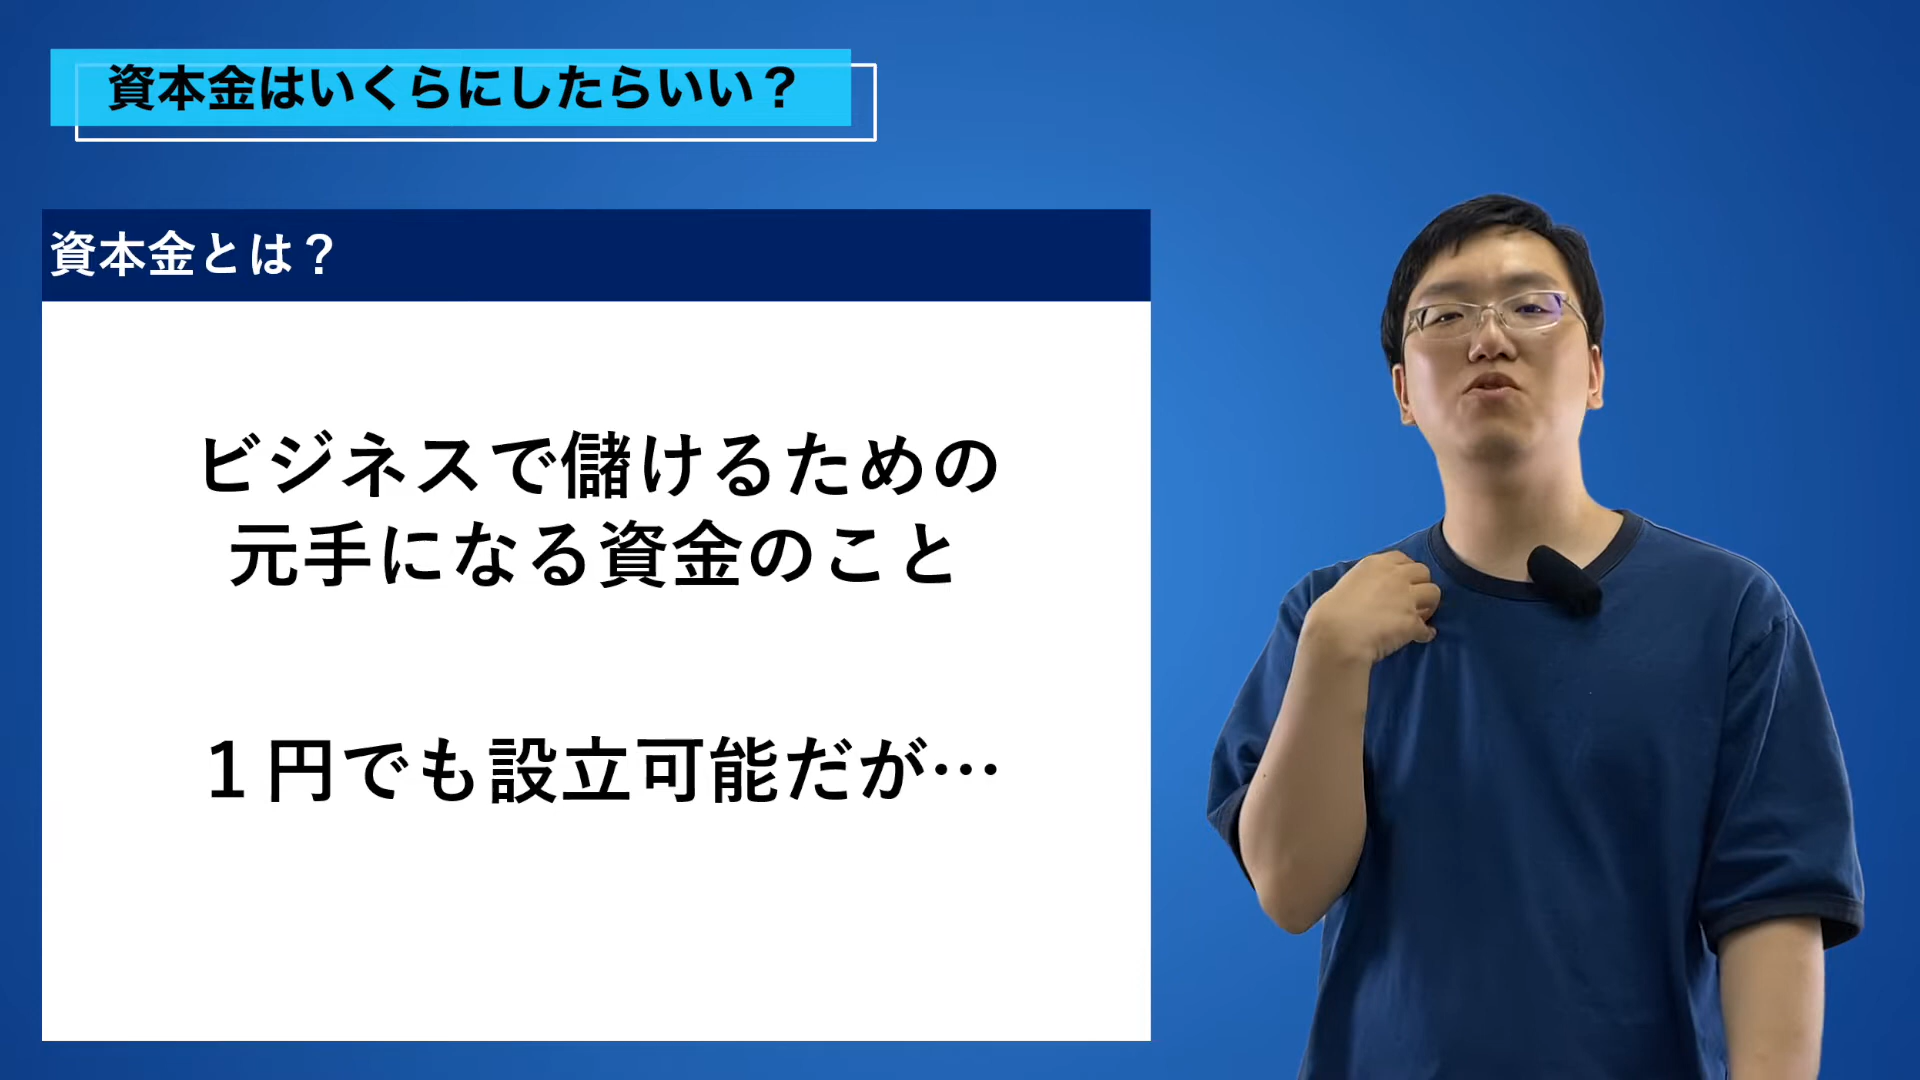 資本金はいくらにしたらいい？
資本金とは？
ビジネスで儲けるための
元手になる資金のこと
１円でも設立可能だが…